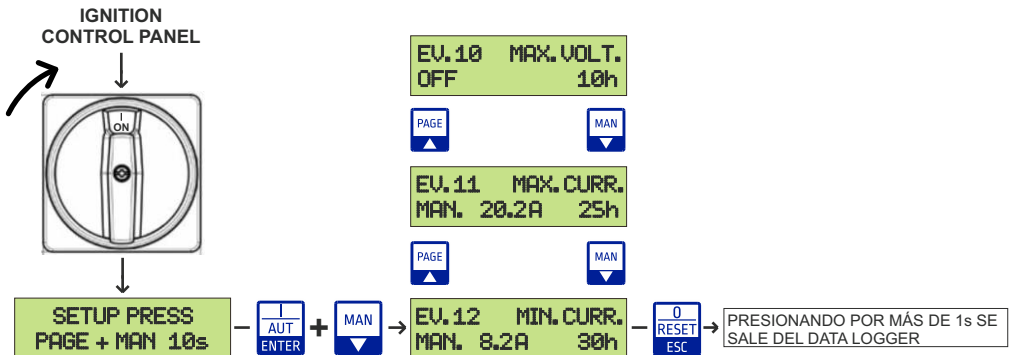 IGNITION
CONTROL PANEL
I
ON
EV.10 MAX.VOLT.
OFF 10h
PAGE
MAN
EV.11 MAX.CURR.
MAN. 20.2A 25h
PAGE
MAN
SETUP PRESS
PAGE + MAN 10s
I
AUT
ENTER
+
MAN
EV.12 MIN.CURR.
MAN. 8.2A 30h
0
RESET
ESC
PRESIONANDO POR MÁS DE 1s SE
SALE DEL DATA LOGGER